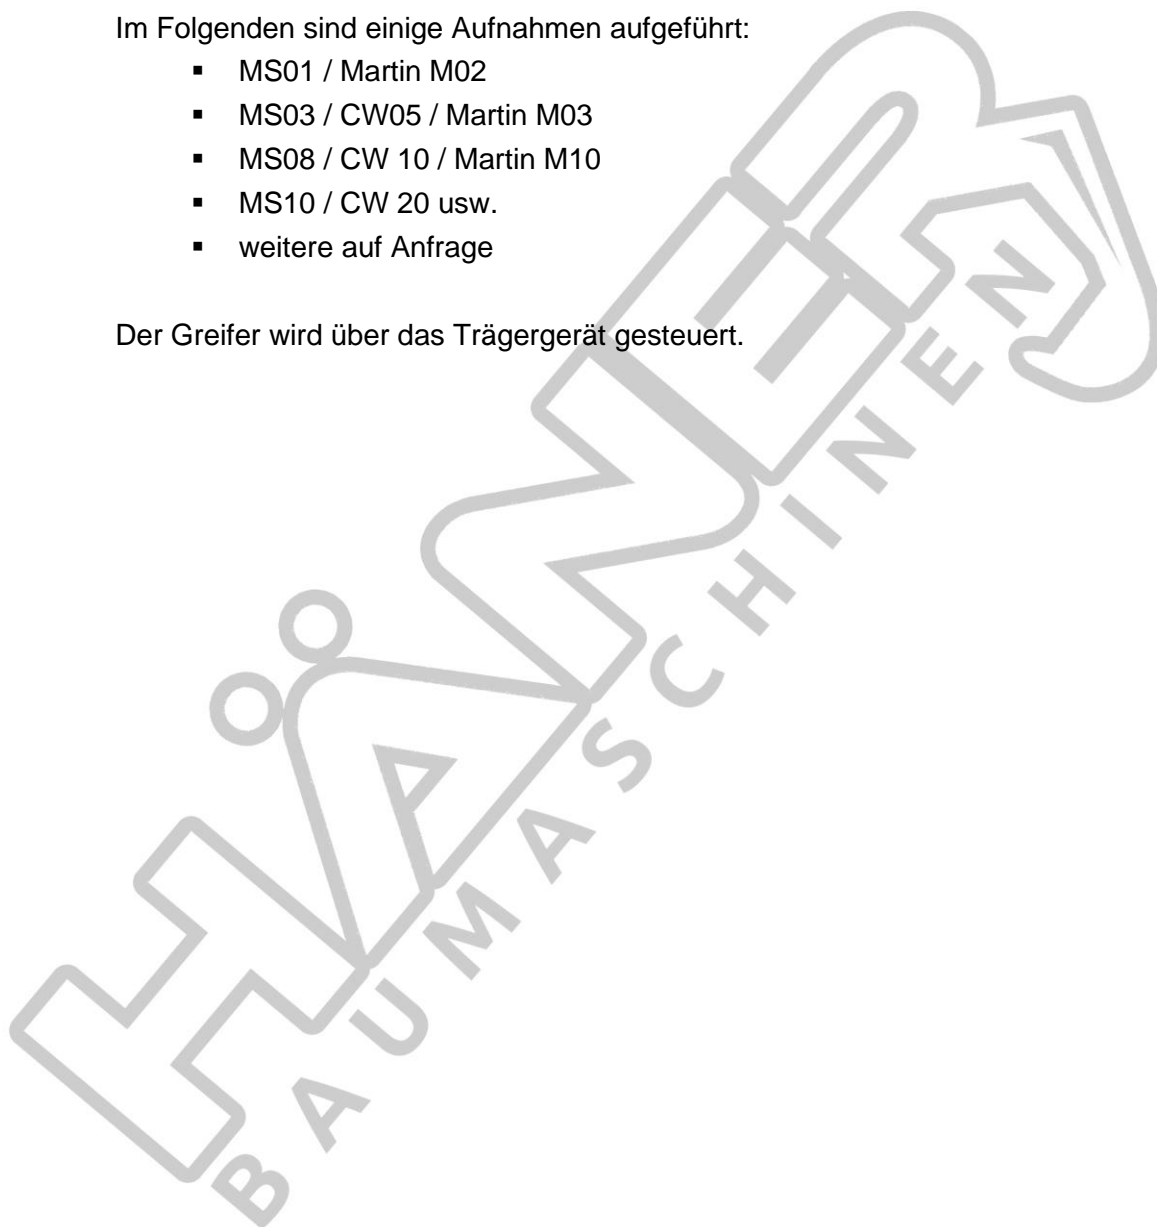 Im Folgenden sind einige Aufnahmen aufgeführt:
▪ MS01 / Martin M02
▪ MS03 / CW05 / Martin M03
▪ MS08 / CW 10 / Martin M10
▪ MS10 / CW 20 usw.
▪ weitere auf Anfrage
Der Greifer wird über das Trägergerät gesteuert.
HÄNER
BAUMASCHINEN